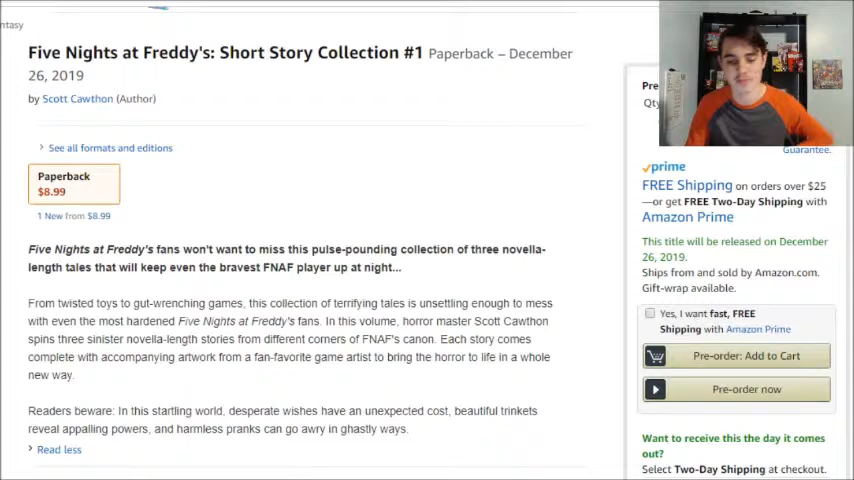 ntasy
Five Nights at Freddy's: Short Story Collection #1 Paperback – December
26, 2019
by Scott Cawthon (Author)
See all formats and editions
Paperback
$8.99
1 New from $8.99
Five Nights at Freddy's fans won't want to miss this pulse-pounding collection of three novella-
length tales that will keep even the bravest FNAF player up at night...
From twisted toys to gut-wrenching games, this collection of terrifying tales is unsettling enough to mess
with even the most hardened Five Nights at Freddy's fans. In this volume, horror master Scott Cawthon
spins three sinister novella-length stories from different corners of FNAF's canon. Each story comes
complete with accompanying artwork from a fan-favorite game artist to bring the horror to life in a whole
new way.
Readers beware: In this startling world, desperate wishes have an unexpected cost, beautiful trinkets
reveal appalling powers, and harmless pranks can go awry in ghastly ways.
Read less
Pre
Qty
Guarantee.
prime
FREE Shipping on orders over $25
—or get FREE Two-Day Shipping with
Amazon Prime
This title will be released on December
26, 2019.
Ships from and sold by Amazon.com.
Gift-wrap available.
Yes, I want fast, FREE
Shipping with Amazon Prime
Pre-order: Add to Cart
Pre-order now
Want to receive this the day it comes
out?
Select Two-Day Shipping at checkout.